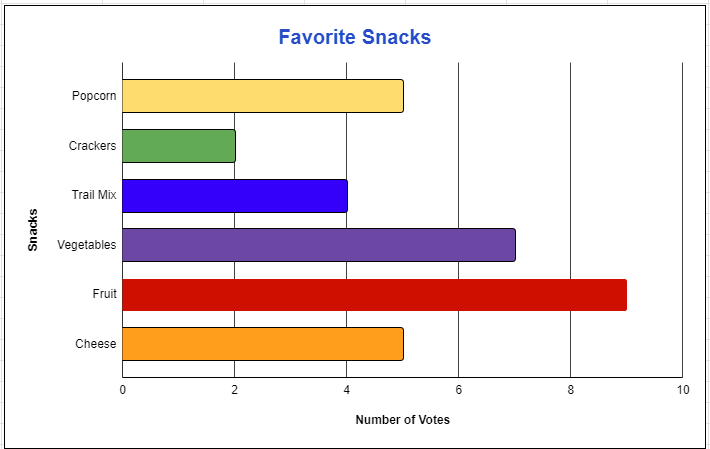 Favorite Snacks
Snacks
Popcorn
Crackers
Trail Mix
Vegetables
Fruit
Cheese
0 2 4 6 8 10
Number of Votes